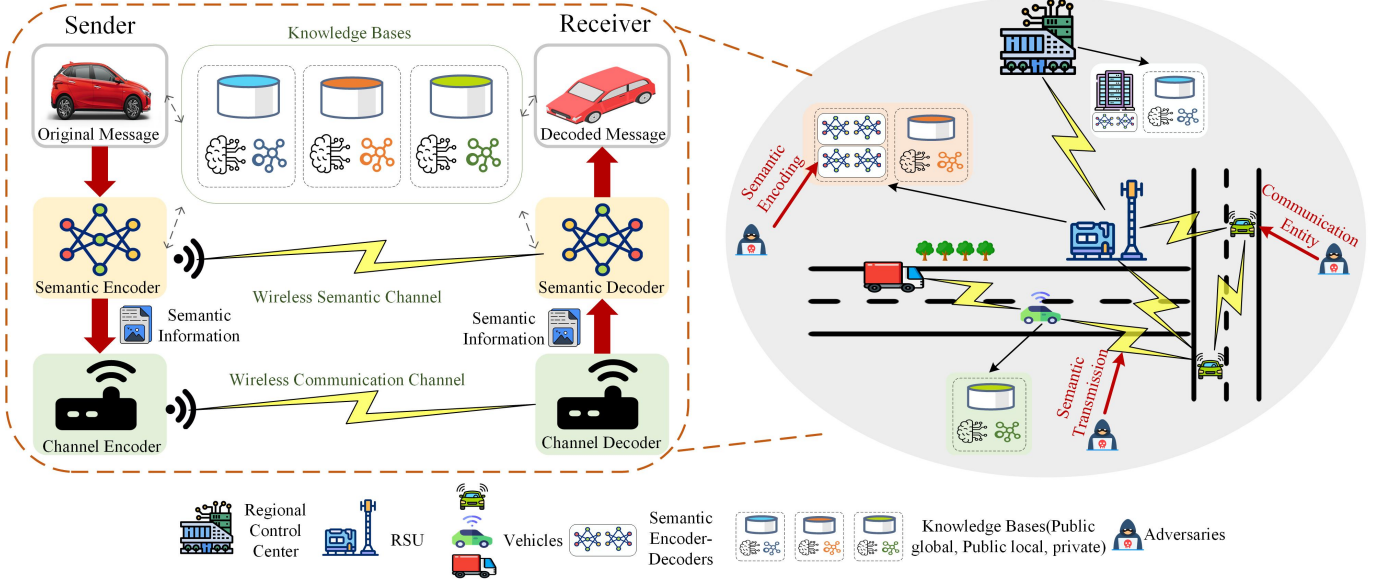 Sender
Receiver
Knowledge Bases
Original Message
Decoded Message
Semantic Encoder
Semantic Decoder
Wireless Semantic Channel
Semantic
Information
Semantic
Information
Wireless Communication Channel
Channel Encoder
Channel Decoder
Semantic
Encoding
Communication
Entity
Semantic
Transmission
Regional
Control
Center
RSU
Vehicles
Semantic
Encoder-
Decoders
Knowledge Bases(Public
global, Public local, private)
Adversaries